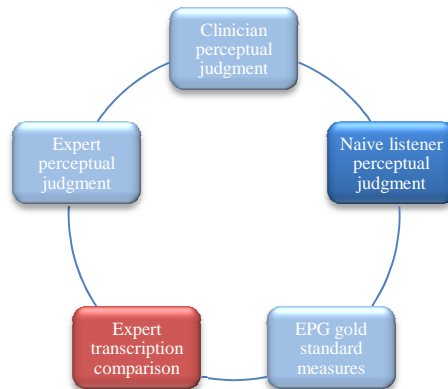 Clinician
perceptual
judgment
Expert
perceptual
judgment
Naive listener
perceptual
judgment
Expert
transcription
comparison
EPG gold
standard
measures